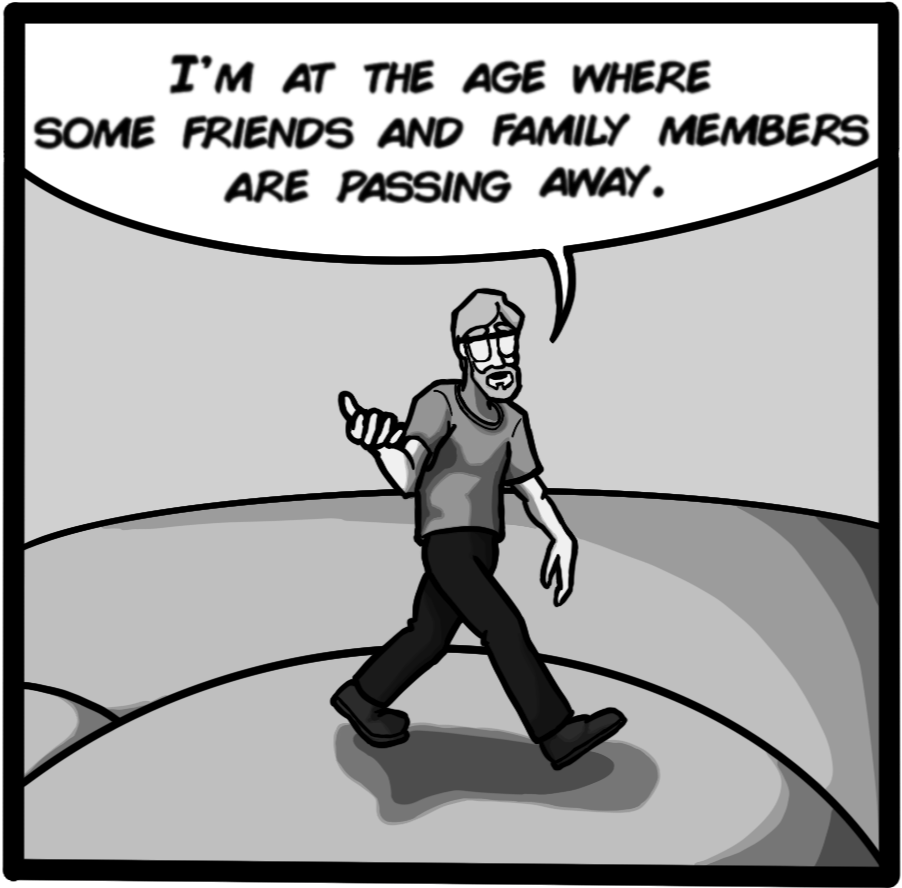 I'M AT THE AGE WHERE
SOME FRIENDS AND FAMILY MEMBERS
ARE PASSING AWAY.